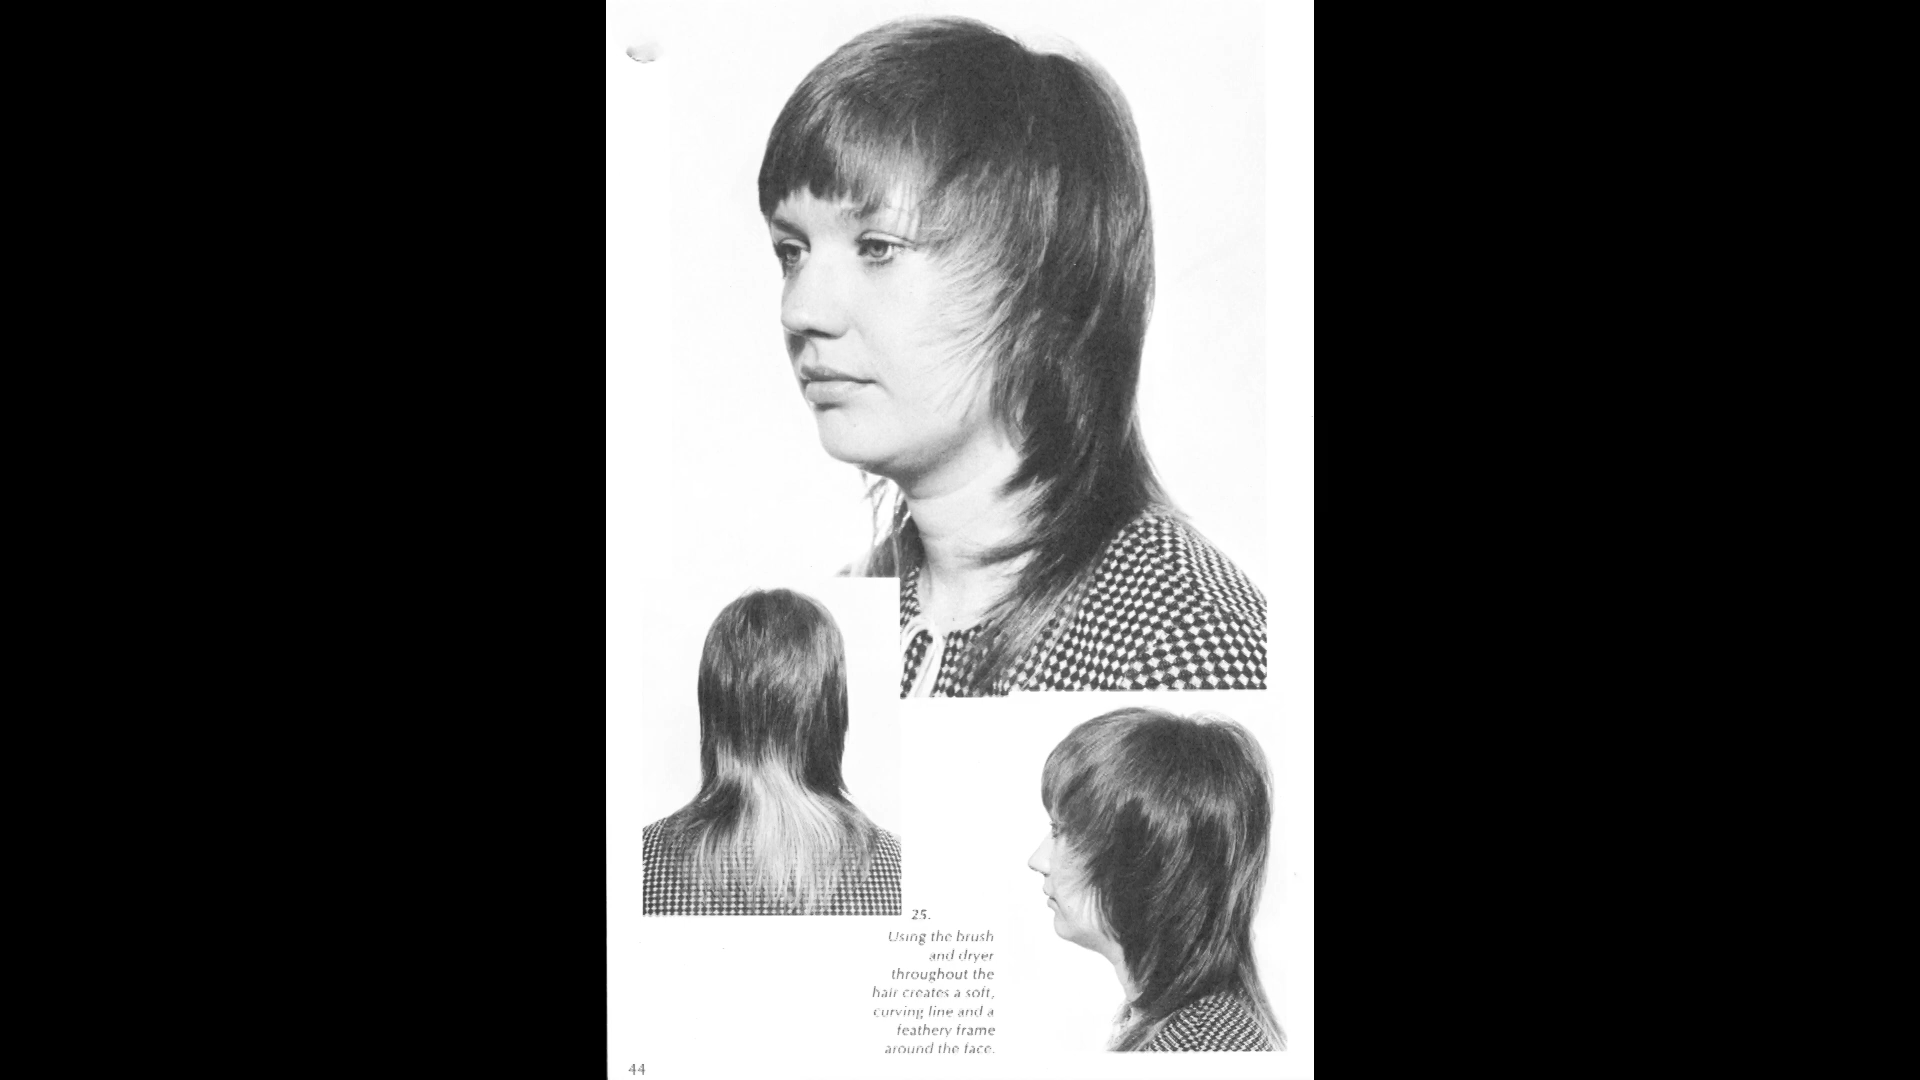 25.
Using the brush
and dryer
throughout the
hair creates a soft,
curving line and a
feathery frame
around the face.
44